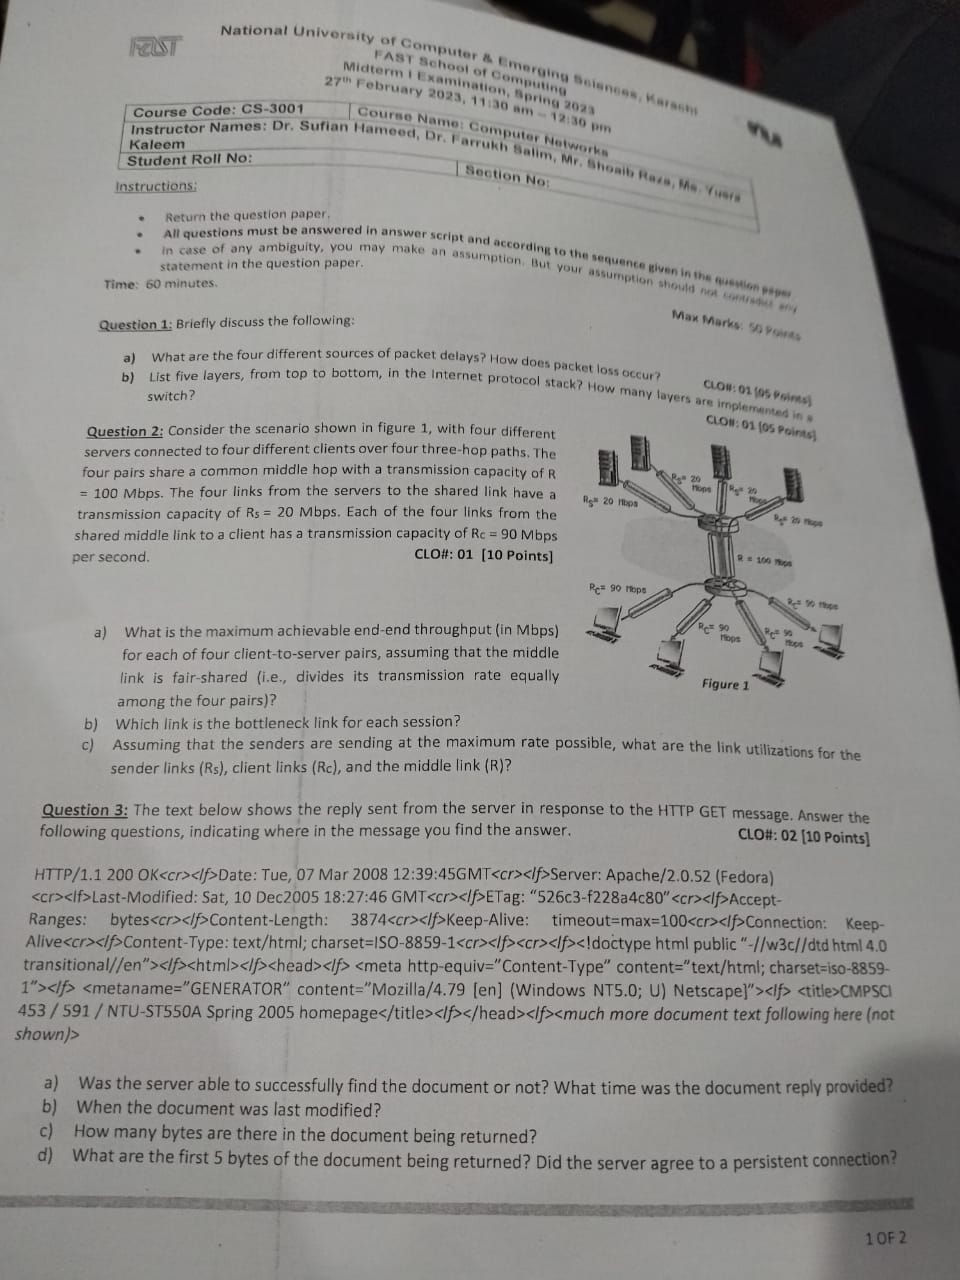 FAST
National University of Computer & Emerging Sciences, Karachi
FAST School of Computing
Midterm I Examination, Spring 2023
27th February 2023, 11:30 am – 12:30 pm
Course Code: CS-3001
Course Name: Computer Networks
Instructor Names: Dr. Sufian Hameed, Dr. Farrukh Salim, Mr. Shoaib Raza, Ms. Yusra
Kaleem
Student Roll No:
Section No:
Instructions:
• Return the question paper.
• All questions must be answered in answer script and according to the sequence given in the question paper.
• In case of any ambiguity, you may make an assumption. But your assumption should not contradict any
statement in the question paper.
Time: 60 minutes.
Max Marks: 50 Points
Question 1: Briefly discuss the following:
a) What are the four different sources of packet delays? How does packet loss occur?
CLO#: 01 [05 Points]
b) List five layers, from top to bottom, in the Internet protocol stack? How many layers are implemented in a
switch?
CLO#: 01 [05 Points]
Question 2: Consider the scenario shown in figure 1, with four different
servers connected to four different clients over four three-hop paths. The
four pairs share a common middle hop with a transmission capacity of R
= 100 Mbps. The four links from the servers to the shared link have a
transmission capacity of Rs = 20 Mbps. Each of the four links from the
shared middle link to a client has a transmission capacity of Rc = 90 Mbps
per second.
CLO#: 01 [10 Points]
RS= 20 Mbps
RS= 20
Mbps
RS= 20
Mbps
RS= 20 Mbps
R = 100 Mbps
RC= 90 Mbps
RC= 90
Mbps
RC= 90
Mbps
RC= 90 Mbps
Figure 1
a) What is the maximum achievable end-end throughput (in Mbps)
for each of four client-to-server pairs, assuming that the middle
link is fair-shared (i.e., divides its transmission rate equally
among the four pairs)?
b) Which link is the bottleneck link for each session?
c) Assuming that the senders are sending at the maximum rate possible, what are the link utilizations for the
sender links (Rs), client links (Rc), and the middle link (R)?
Question 3: The text below shows the reply sent from the server in response to the HTTP GET message. Answer the
following questions, indicating where in the message you find the answer.
CLO#: 02 [10 Points]
HTTP/1.1 200 OK<cr><lf>Date: Tue, 07 Mar 2008 12:39:45GMT<cr><lf>Server: Apache/2.0.52 (Fedora)
<cr><lf>Last-Modified: Sat, 10 Dec2005 18:27:46 GMT<cr><lf>ETag: "526c3-f228a4c80"<cr><lf>Accept-
Ranges: bytes<cr><lf>Content-Length: 3874<cr><lf>Keep-Alive: timeout=max=100<cr><lf>Connection: Keep-
Alive<cr><lf>Content-Type: text/html; charset=ISO-8859-1<cr><lf><cr><lf><!doctype html public "-//w3c//dtd html 4.0
transitional//en"><lf><html><lf><head><lf> <meta http-equiv="Content-Type" content="text/html; charset=iso-8859-
1"><lf> <metaname="GENERATOR" content="Mozilla/4.79 [en] (Windows NT5.0; U) Netscape]"><lf> <title>CMPSCI
453 / 591 / NTU-ST550A Spring 2005 homepage</title><lf></head><lf><much more document text following here (not
shown)>
a) Was the server able to successfully find the document or not? What time was the document reply provided?
b) When the document was last modified?
c) How many bytes are there in the document being returned?
d) What are the first 5 bytes of the document being returned? Did the server agree to a persistent connection?
1 OF 2